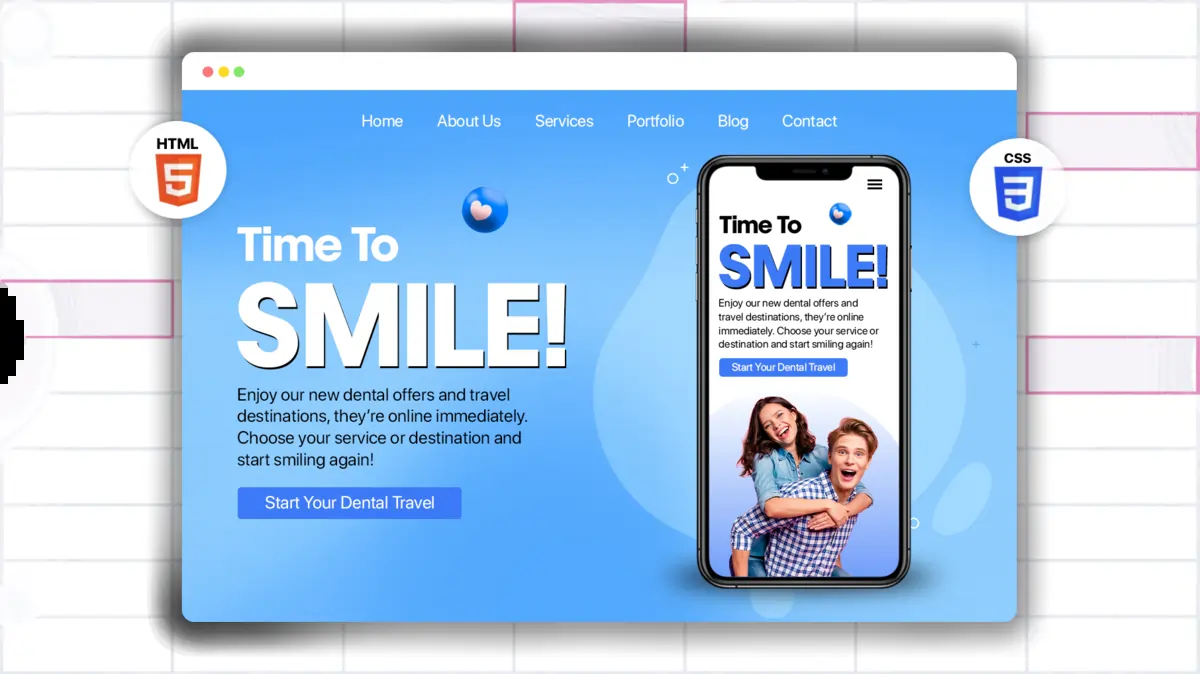 Home About Us Services Portfolio Blog Contact
HTML
5
CSS
3
Time To
SMILE!
Enjoy our new dental offers and travel
destinations, they’re online immediately.
Choose your service or destination and
start smiling again!
Start Your Dental Travel
Time To
SMILE!
Enjoy our new dental offers and
travel destinations, they’re online
immediately. Choose your service or
destination and start smiling again!
Start Your Dental Travel